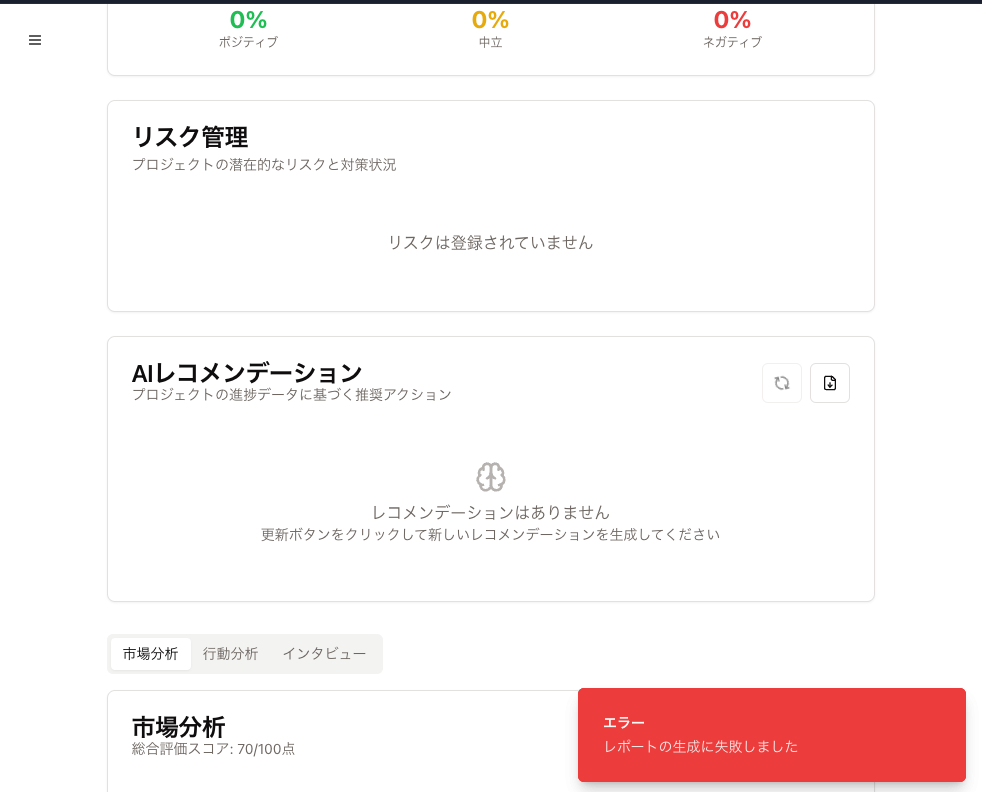 0%
0%
0%
ポジティブ
中立
ネガティブ
リスク管理
プロジェクトの潜在的なリスクと対策状況
リスクは登録されていません
AIレコメンデーション
プロジェクトの進捗データに基づく推奨アクション
レコメンデーションはありません
更新ボタンをクリックして新しいレコメンデーションを生成してください
市場分析
行動分析
インタビュー
市場分析
総合評価スコア: 70/100点
エラー
レポートの生成に失敗しました